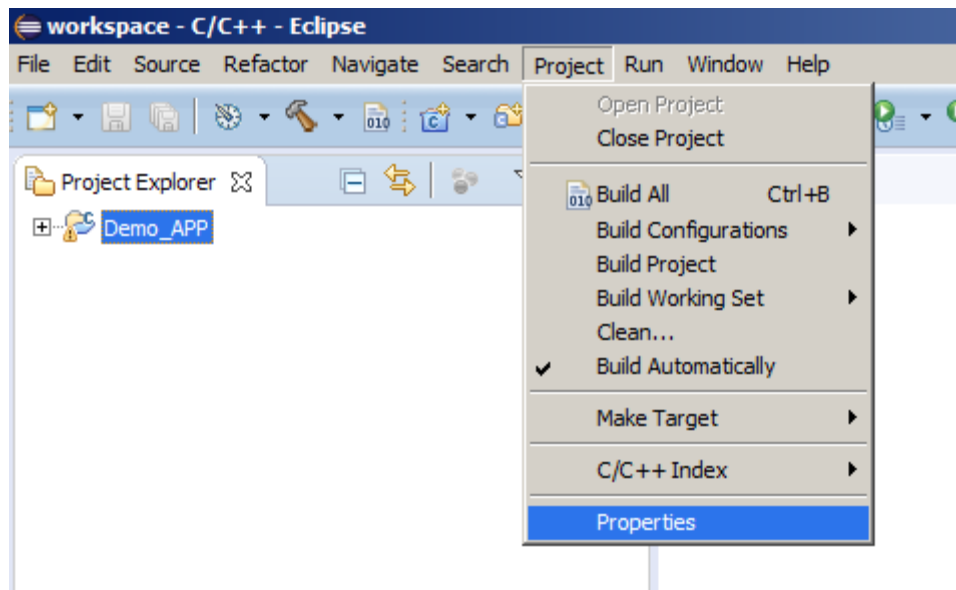 workspace - C/C++ - Eclipse
File Edit Source Refactor Navigate Search Project Run Window Help
Open Project
Close Project
Project Explorer
010 Build All Ctrl+B
Demo_APP
Build Configurations
Build Project
Build Working Set
Clean...
Build Automatically
Make Target
C/C++ Index
Properties